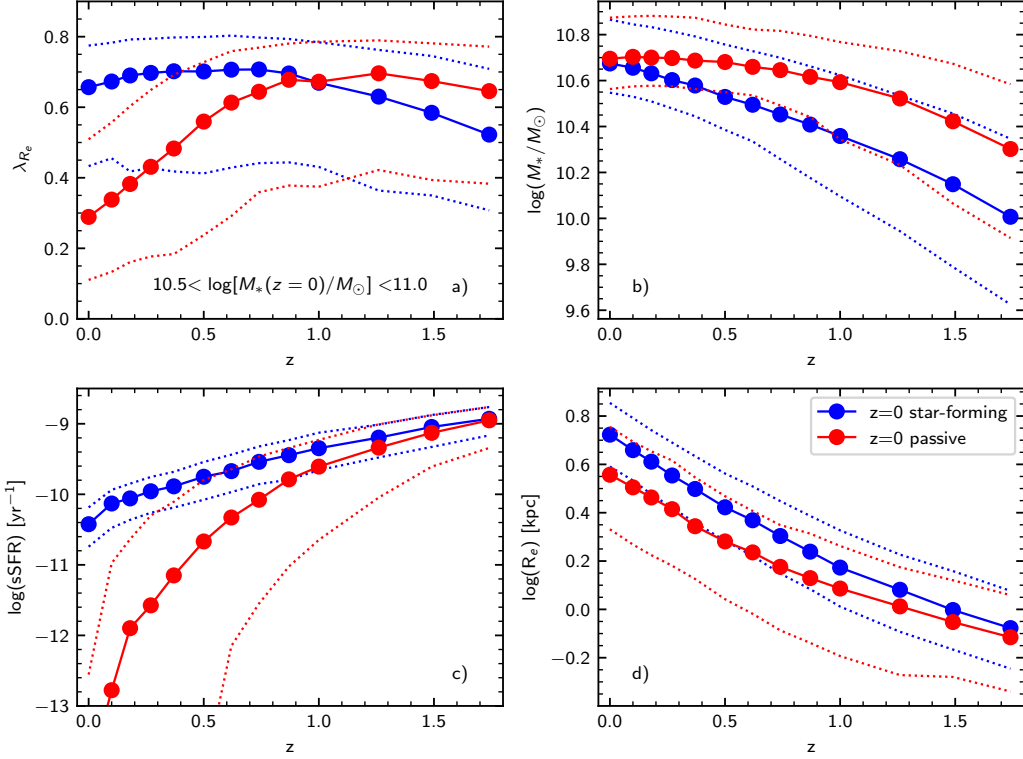 0.8
0.6
0.4
0.2
0.0
λ_{R_e}
10.5< log[M_*(z = 0)/M_⊙] <11.0
a)
0.0 0.5 1.0 1.5
z
10.8
10.6
10.4
10.2
10.0
9.8
9.6
log(M_*/M_⊙)
b)
0.0 0.5 1.0 1.5
z
−9
−10
−11
−12
−13
log(sSFR) [yr^{−1}]
c)
0.0 0.5 1.0 1.5
z
0.8
0.6
0.4
0.2
0.0
−0.2
log(R_e) [kpc]
z=0 star-forming
z=0 passive
d)
0.0 0.5 1.0 1.5
z